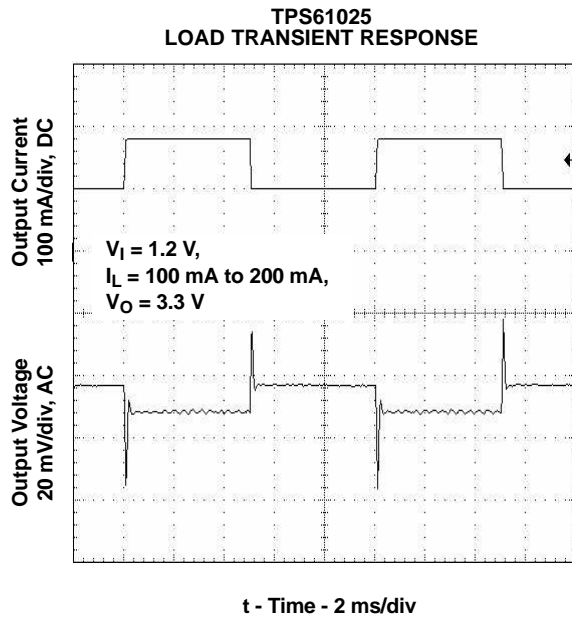 TPS61025
LOAD TRANSIENT RESPONSE
Output Current
100 mA/div, DC
V_I = 1.2 V,
I_L = 100 mA to 200 mA,
V_O = 3.3 V
Output Voltage
20 mV/div, AC
t - Time - 2 ms/div